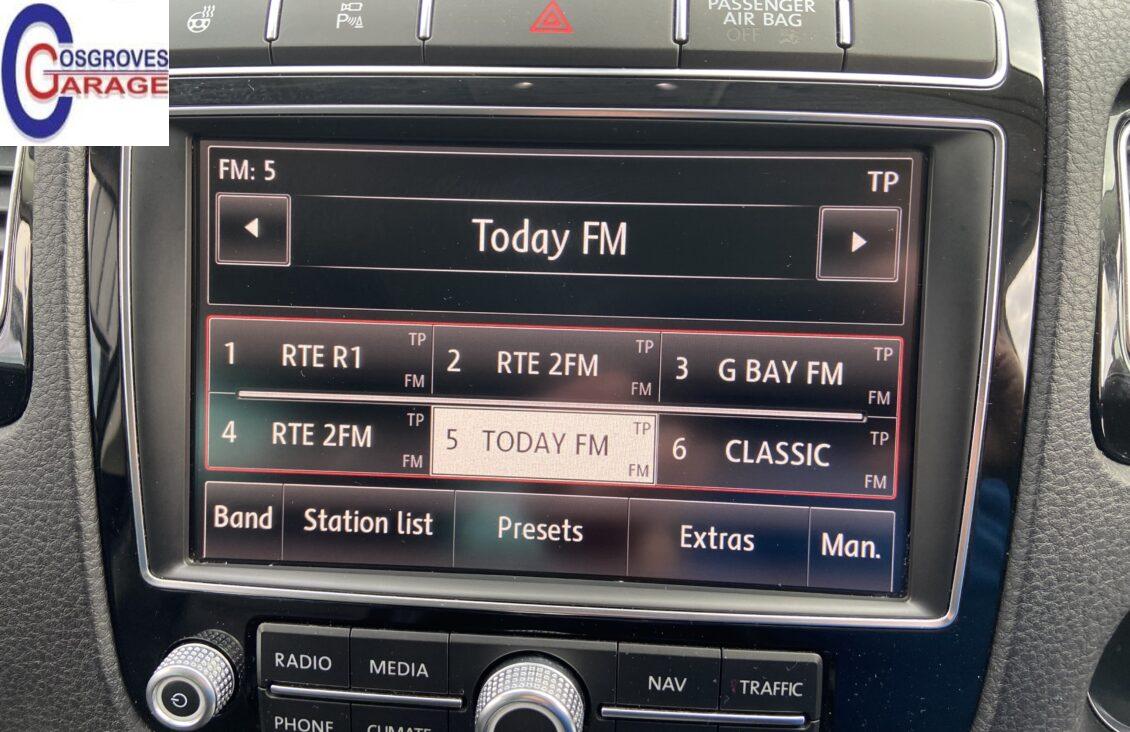 COSGROVES
GARAGE
P
PASSENGER
AIR BAG
OFF
FM: 5
TP
Today FM
1 RTE R1 TP FM
2 RTE 2FM TP FM
3 G BAY FM TP FM
4 RTE 2FM TP FM
5 TODAY FM TP FM
6 CLASSIC TP FM
Band
Station list
Presets
Extras
Man.
RADIO
MEDIA
NAV
TRAFFIC
PHONE
CLIMATE